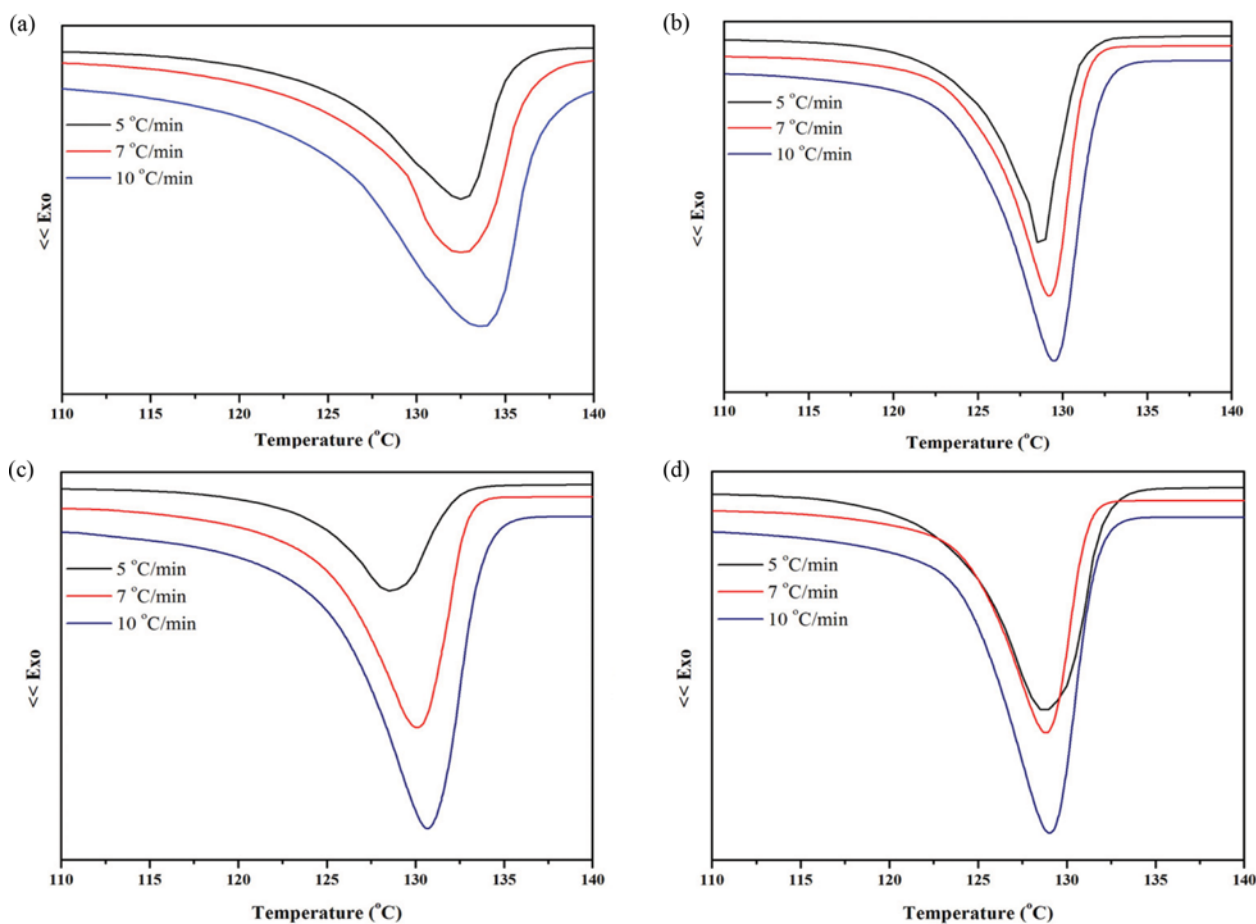 (a)
5 °C/min
7 °C/min
10 °C/min
<< Exo
110 115 120 125 130 135 140
Temperature (°C)
(b)
5 °C/min
7 °C/min
10 °C/min
<< Exo
110 115 120 125 130 135 140
Temperature (°C)
(c)
5 °C/min
7 °C/min
10 °C/min
<< Exo
110 115 120 125 130 135 140
Temperature (°C)
(d)
5 °C/min
7 °C/min
10 °C/min
<< Exo
110 115 120 125 130 135 140
Temperature (°C)